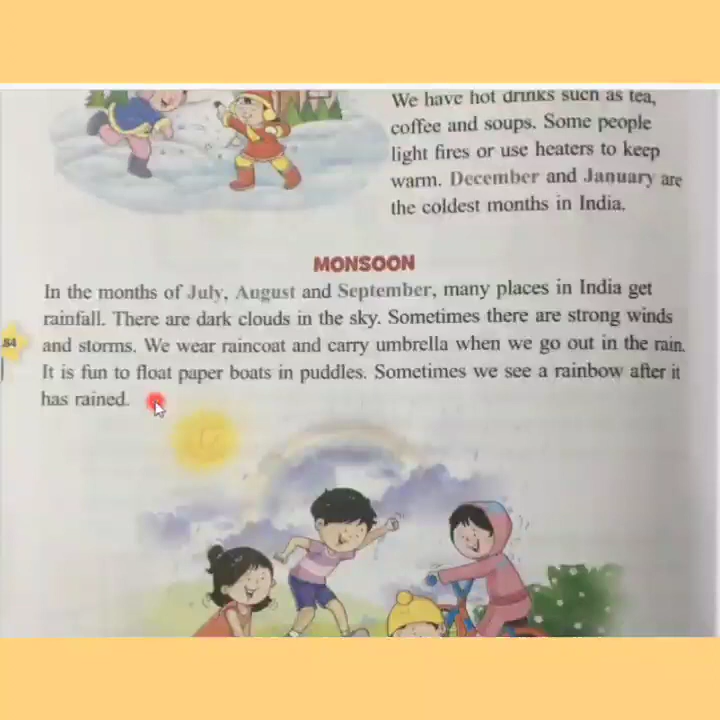 We have hot drinks such as tea,
coffee and soups. Some people
light fires or use heaters to keep
warm. December and January are
the coldest months in India.
MONSOON
In the months of July, August and September, many places in India get
rainfall. There are dark clouds in the sky. Sometimes there are strong winds
and storms. We wear raincoat and carry umbrella when we go out in the rain.
It is fun to float paper boats in puddles. Sometimes we see a rainbow after it
has rained.
84